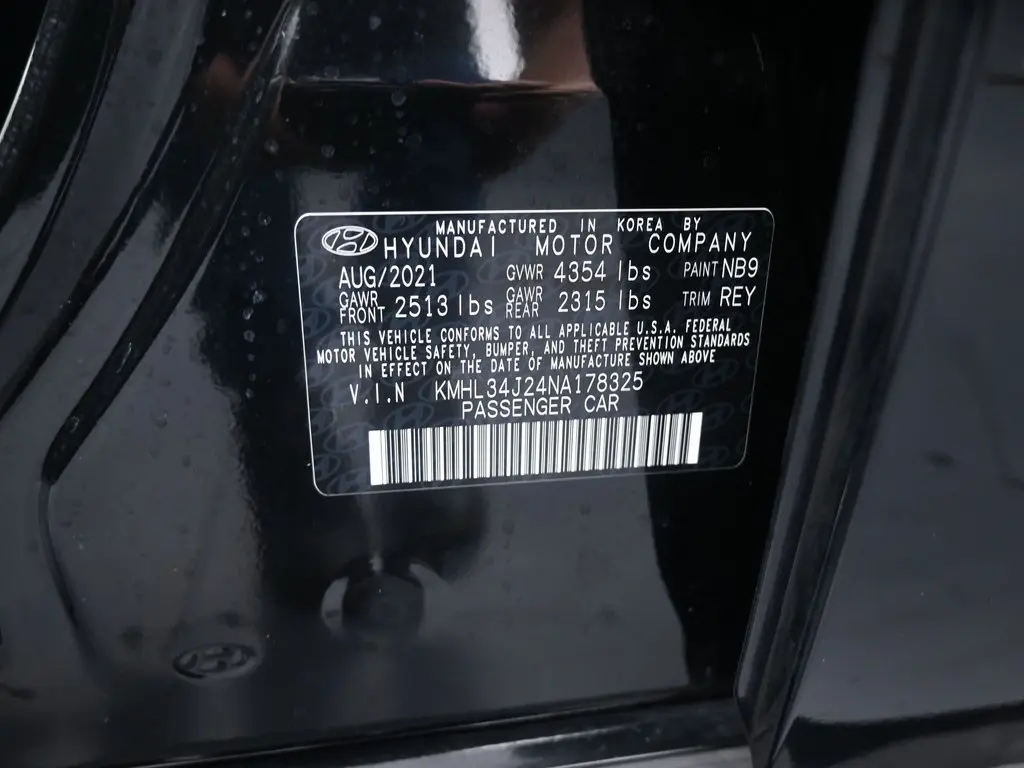 MANUFACTURED IN KOREA BY
HYUNDAI MOTOR COMPANY
AUG/2021 GVWR 4354 lbs PAINT NB9
GAWR FRONT 2513 lbs GAWR REAR 2315 lbs TRIM REY
THIS VEHICLE CONFORMS TO ALL APPLICABLE U.S.A. FEDERAL
MOTOR VEHICLE SAFETY, BUMPER, AND THEFT PREVENTION STANDARDS
IN EFFECT ON THE DATE OF MANUFACTURE SHOWN ABOVE
V.I.N KMHL34J24NA178325
PASSENGER CAR